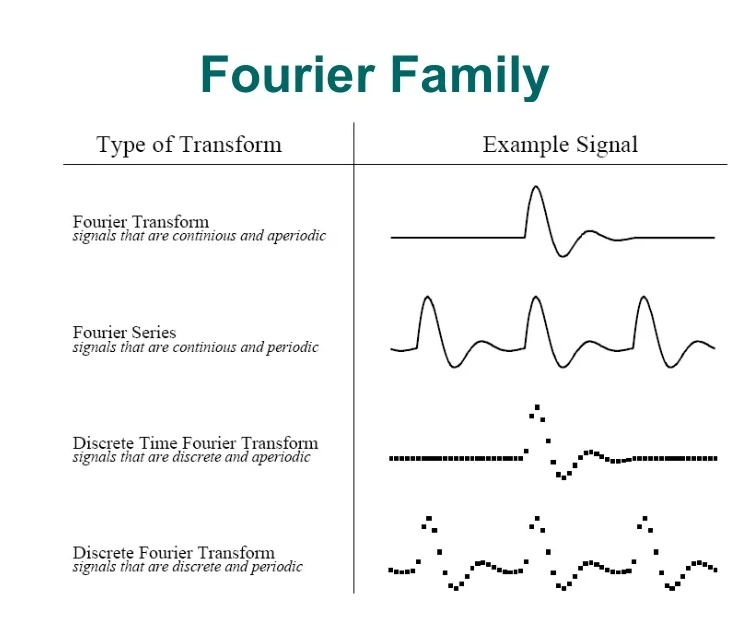 Fourier Family
Type of Transform
Example Signal
Fourier Transform
signals that are continious and aperiodic
Fourier Series
signals that are continious and periodic
Discrete Time Fourier Transform
signals that are discrete and aperiodic
Discrete Fourier Transform
signals that are discrete and periodic